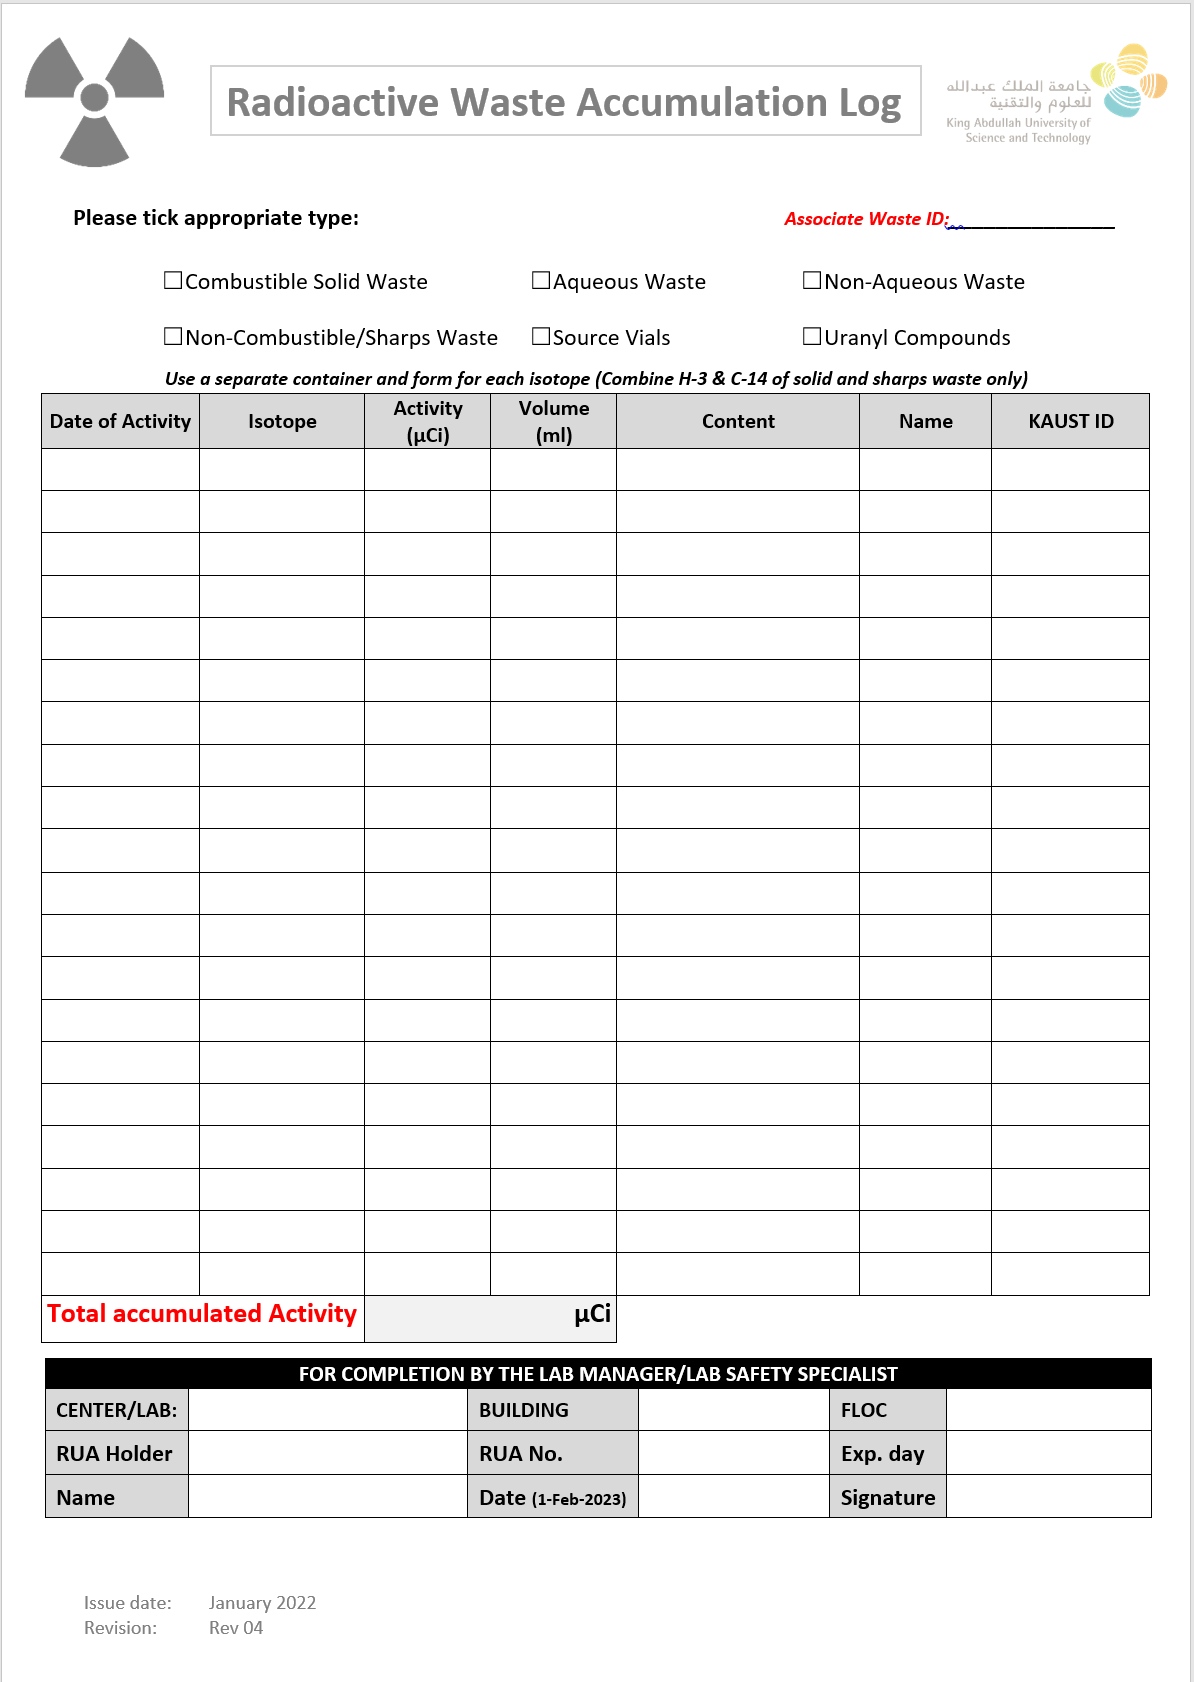 Radioactive Waste Accumulation Log
جامعة الملك عبدالله
للعلوم والتقنية
King Abdullah University of
Science and Technology
Please tick appropriate type:
Associate Waste ID:________________
☐Combustible Solid Waste ☐Aqueous Waste ☐Non-Aqueous Waste
☐Non-Combustible/Sharps Waste ☐Source Vials ☐Uranyl Compounds
Use a separate container and form for each isotope (Combine H-3 & C-14 of solid and sharps waste only)
Date of Activity Isotope Activity (µCi) Volume (ml) Content Name KAUST ID
Total accumulated Activity µCi
FOR COMPLETION BY THE LAB MANAGER/LAB SAFETY SPECIALIST
CENTER/LAB: BUILDING FLOC
RUA Holder RUA No. Exp. day
Name Date (1-Feb-2023) Signature
Issue date: January 2022
Revision: Rev 04